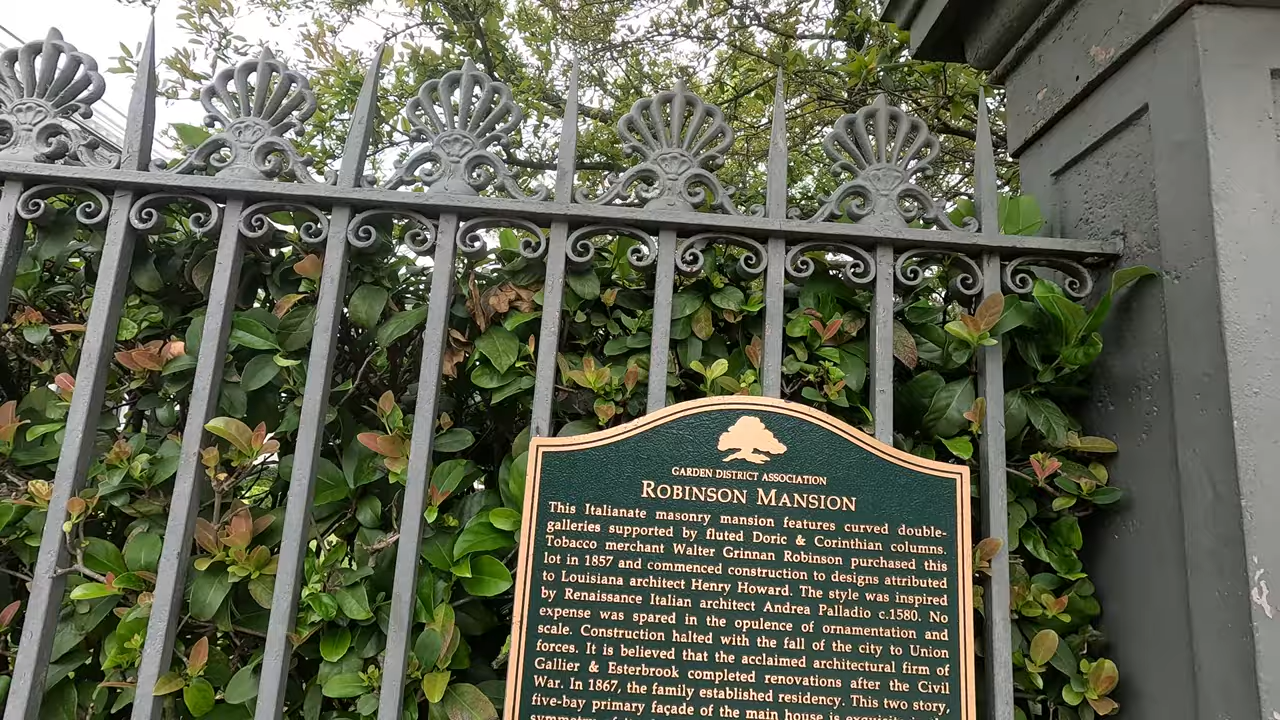 GARDEN DISTRICT ASSOCIATION
ROBINSON MANSION
This Italianate masonry mansion features curved double-
galleries supported by fluted Doric & Corinthian columns.
Tobacco merchant Walter Grinnan Robinson purchased this
lot in 1857 and commenced construction to designs attributed
to Louisiana architect Henry Howard. The style was inspired
by Renaissance Italian architect Andrea Palladio c.1580. No
expense was spared in the opulence of ornamentation and
scale. Construction halted with the fall of the city to Union
forces. It is believed that the acclaimed architectural firm of
Gallier & Esterbrook completed renovations after the Civil
War. In 1867, the family established residency. This two story,
five-bay primary façade of the main house is